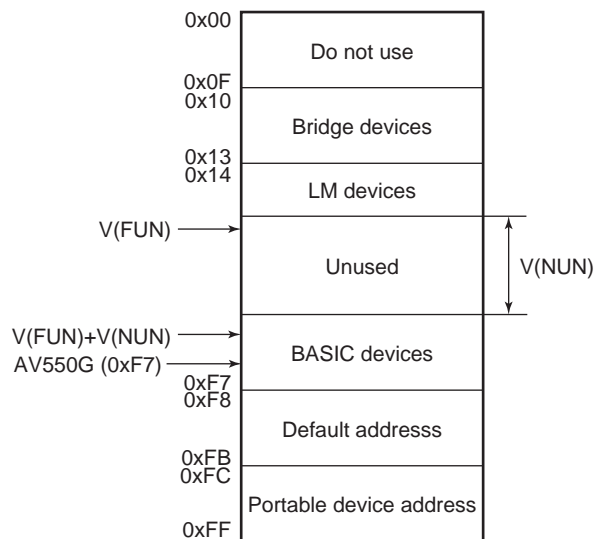 0x00
Do not use
0x0F
0x10
Bridge devices
0x13
0x14
LM devices
V(FUN)
Unused
V(NUN)
V(FUN)+V(NUN)
BASIC devices
AV550G (0xF7)
0xF7
0xF8
Default addresss
0xFB
0xFC
Portable device address
0xFF